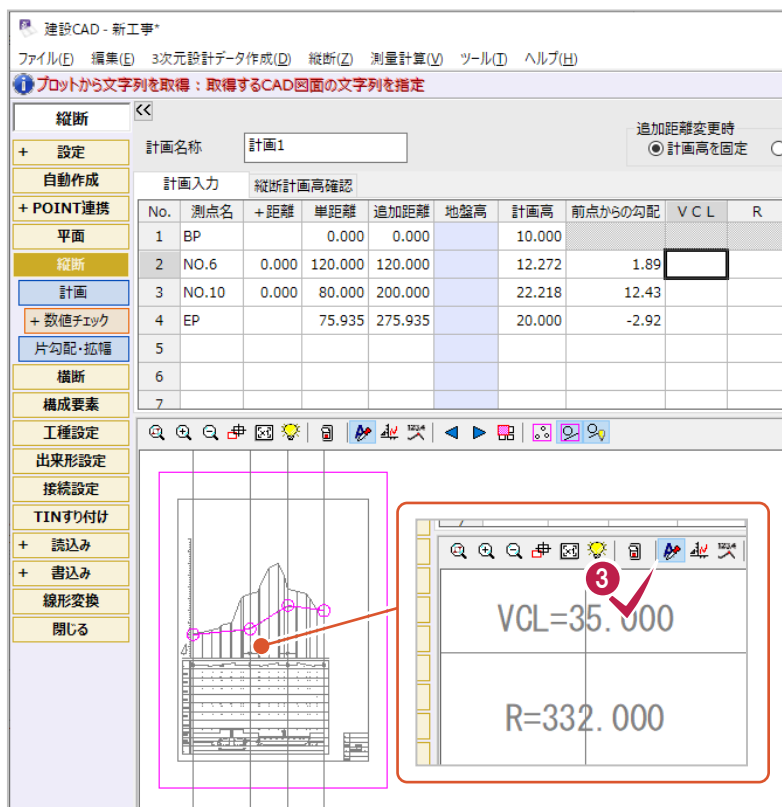 建設CAD - 新工事*
ファイル(F) 編集(E) 3次元設計データ作成(D) 縦断(Z) 測量計算(V) ツール(T) ヘルプ(H)
プロットから文字列を取得：取得するCAD図面の文字列を指定
縦断
+ 設定
自動作成
+ POINT連携
平面
縦断
計画
+ 数値チェック
片勾配・拡幅
横断
構成要素
工種設定
出来形設定
接続設定
TINすり付け
+ 読込み
+ 書込み
線形変換
閉じる
<<
計画名称 計画1
追加距離変更時
計画高を固定
計画入力 縦断計画高確認
No. 測点名 +距離 単距離 追加距離 地盤高 計画高 前点からの勾配 VCL R
1 BP 0.000 0.000 10.000
2 NO.6 0.000 120.000 120.000 12.272 1.89
3 NO.10 0.000 80.000 200.000 22.218 12.43
4 EP 75.935 275.935 20.000 -2.92
5
6
7
3
VCL=35.000
R=332.000